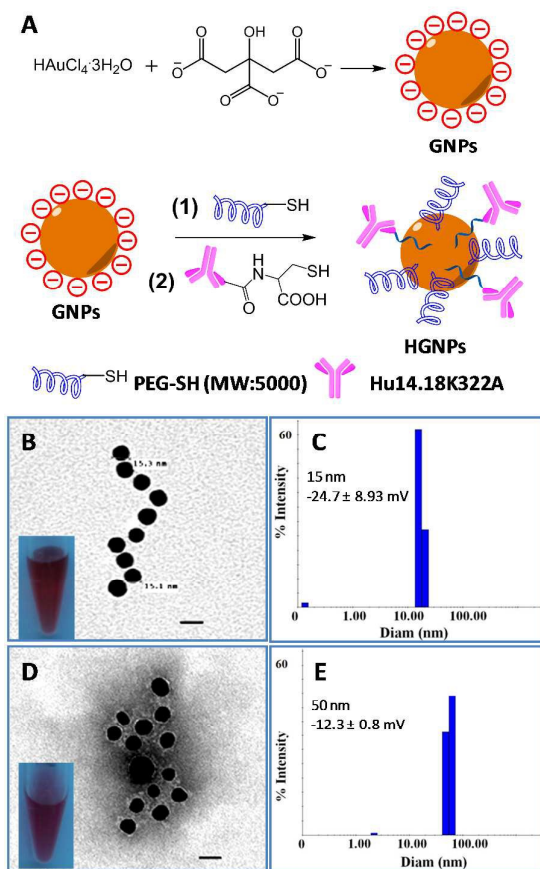 A
HAuCl₄·3H₂O + O⁻ O OH O O⁻ O O⁻
GNPs
GNPs
(1) SH
(2) O N H SH COOH
HGNPs
SH PEG-SH (MW:5000) Hu14.18K322A
B
15.3 nm
15.1 nm
C
60
% Intensity
15 nm
-24.7 ± 8.93 mV
0 1.00 10.00 100.00
Diam (nm)
D
E
60
% Intensity
50 nm
-12.3 ± 0.8 mV
0 1.00 10.00 100.00
Diam (nm)